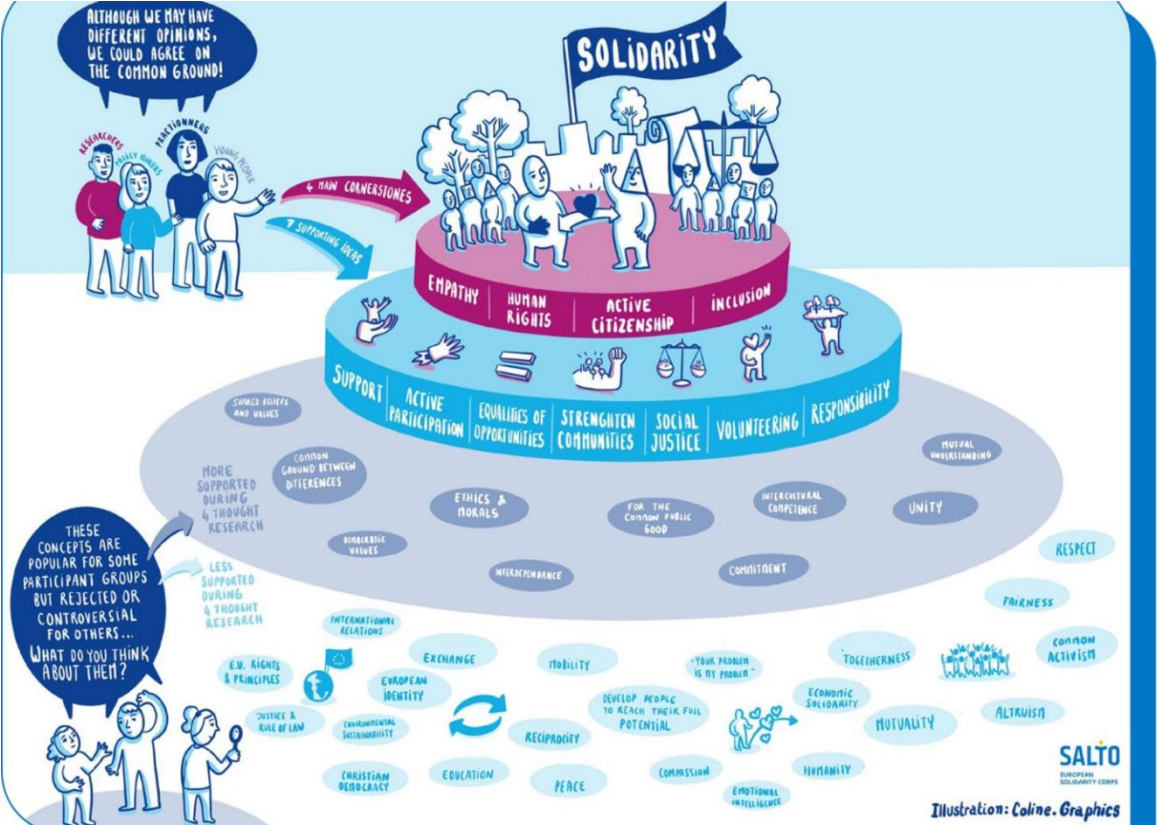 ALTHOUGH WE MAY HAVE
DIFFERENT OPINIONS,
WE COULD AGREE ON
THE COMMON GROUND!
RESEARCHERS
POLICY MAKERS
PRACTIONNERS
YOUNG PEOPLE
4 MAIN CORNERSTONES
7 SUPPORTING IDEAS
SOLIDARITY
EMPATHY
HUMAN
RIGHTS
ACTIVE
CITIZENSHIP
INCLUSION
SUPPORT
ACTIVE
PARTICIPATION
EQUALITIES OF
OPPORTUNITIES
STRENGHTEN
COMMUNITIES
SOCIAL
JUSTICE
VOLUNTEERING
RESPONSIBILITY
SHARED BELIEFS
AND VALUES
COMMON
GROUND BETWEEN
DIFFERENCES
ETHICS &
MORALS
FOR THE
COMMON PUBLIC
GOOD
INTERCULTURAL
COMPETENCE
MUTUAL
UNDERSTANDING
UNITY
DEMOCRATIC
VALUES
INTERDEPENDANCE
COMMITMENT
MORE
SUPPORTED
DURING
4 THOUGHT
RESEARCH
THESE
CONCEPTS ARE
POPULAR FOR SOME
PARTICIPANT GROUPS
BUT REJECTED OR
CONTROVERSIAL
FOR OTHERS...
WHAT DO YOU THINK
ABOUT THEM?
LESS
SUPPORTED
DURING
4 THOUGHT
RESEARCH
RESPECT
FAIRNESS
COMMON
ACTIVISM
INTERNATIONAL
RELATIONS
E.U. RIGHTS
& PRINCIPLES
EXCHANGE
EUROPEAN
IDENTITY
MOBILITY
"YOUR PROBLEM
IS MY PROBLEM"
TOGETHERNESS
DEVELOP PEOPLE
TO REACH THEIR FULL
POTENTIAL
ECONOMIC
SOLIDARITY
MUTUALITY
ALTRUISM
JUSTICE &
RULE OF LAW
ENVIRONMENTAL
SUSTAINABILITY
RECIPROCITY
CHRISTIAN
DEMOCRACY
EDUCATION
PEACE
COMPASSION
EMOTIONAL
INTELLIGENCE
HUMANITY
SALTO
EUROPEAN
SOLIDARITY CORPS
Illustration: Coline.Graphics